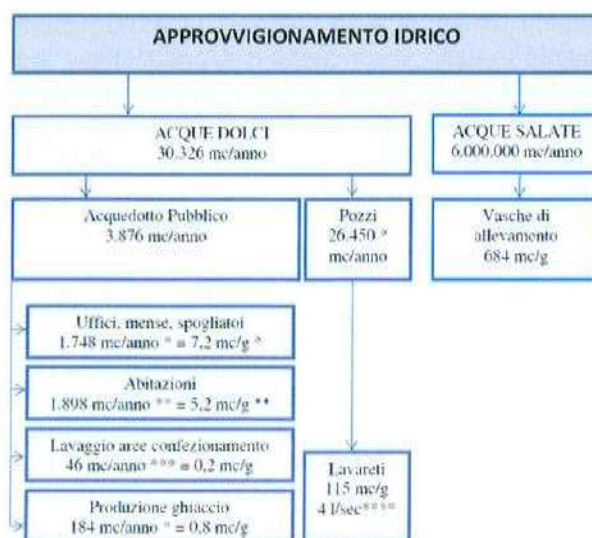 APPROVVIGIONAMENTO IDRICO
ACQUE DOLCI
30.326 mc/anno
ACQUE SALATE
6.000.000 mc/anno
Acquedotto Pubblico
3.876 mc/anno
Pozzi
26.450 *
mc/anno
Vasche di
allevamento
684 mc/g
Uffici, mense, spogliatoi
1.748 mc/anno * = 7,2 mc/g *
Abitazioni
1.898 mc/anno ** = 5,2 mc/g **
Lavaggio aree confezionamento
46 mc/anno *** = 0,2 mc/g
Produzione ghiaccio
184 mc/anno * = 0,8 mc/g
Lavareti
115 mc/g
4 l/sec****